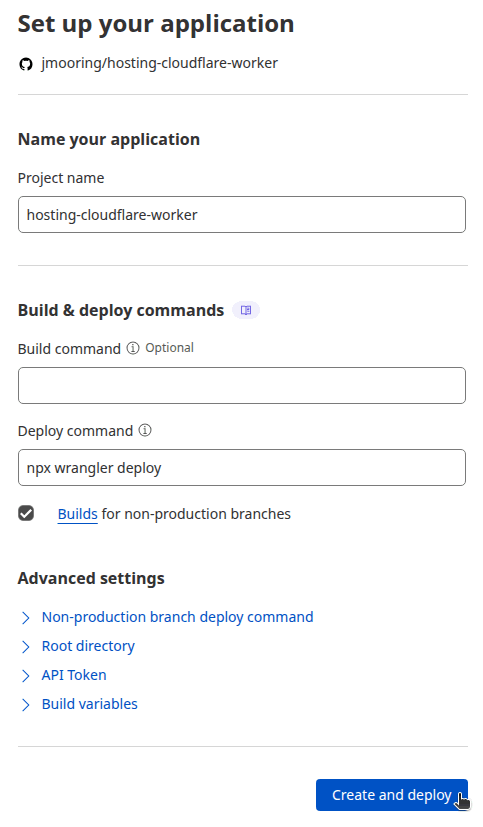 Set up your application
jmooring/hosting-cloudflare-worker
Name your application
Project name
hosting-cloudflare-worker
Build & deploy commands
Build command Optional
Deploy command
npx wrangler deploy
Builds for non-production branches
Advanced settings
Non-production branch deploy command
Root directory
API Token
Build variables
Create and deploy